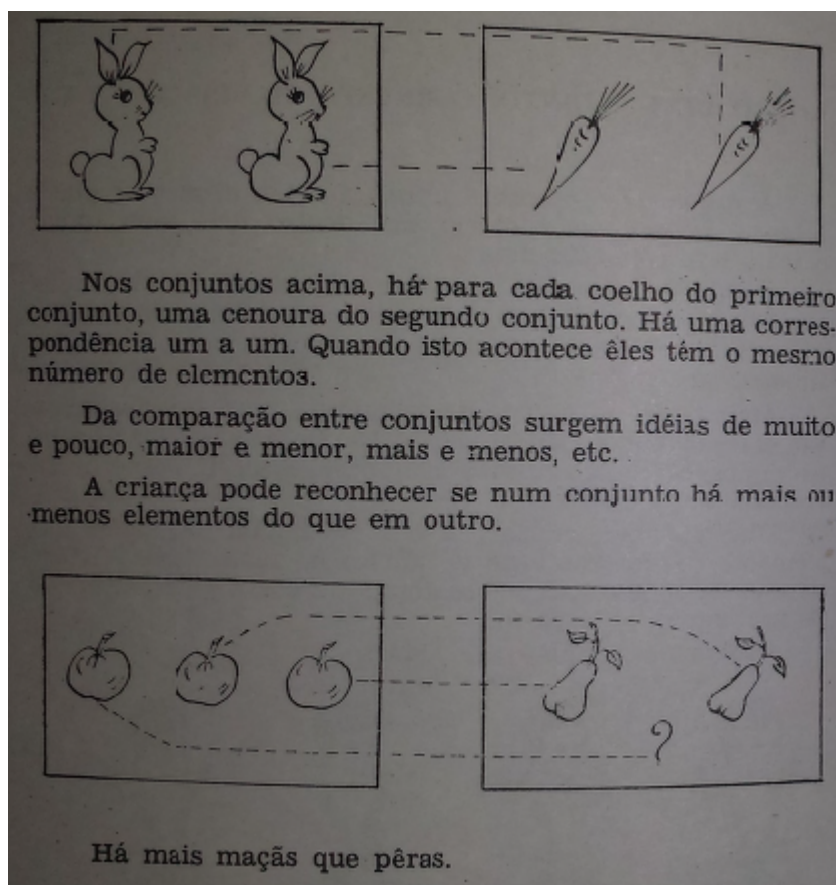 Nos conjuntos acima, há para cada coelho do primeiro
conjunto, uma cenoura do segundo conjunto. Há uma corres-
pondência um a um. Quando isto acontece êles têm o mesmo
número de elementos.
Da comparação entre conjuntos surgem idéias de muito
e pouco, maior e menor, mais e menos, etc.
A criança pode reconhecer se num conjunto há mais ou
menos elementos do que em outro.
?
Há mais maçãs que pêras.